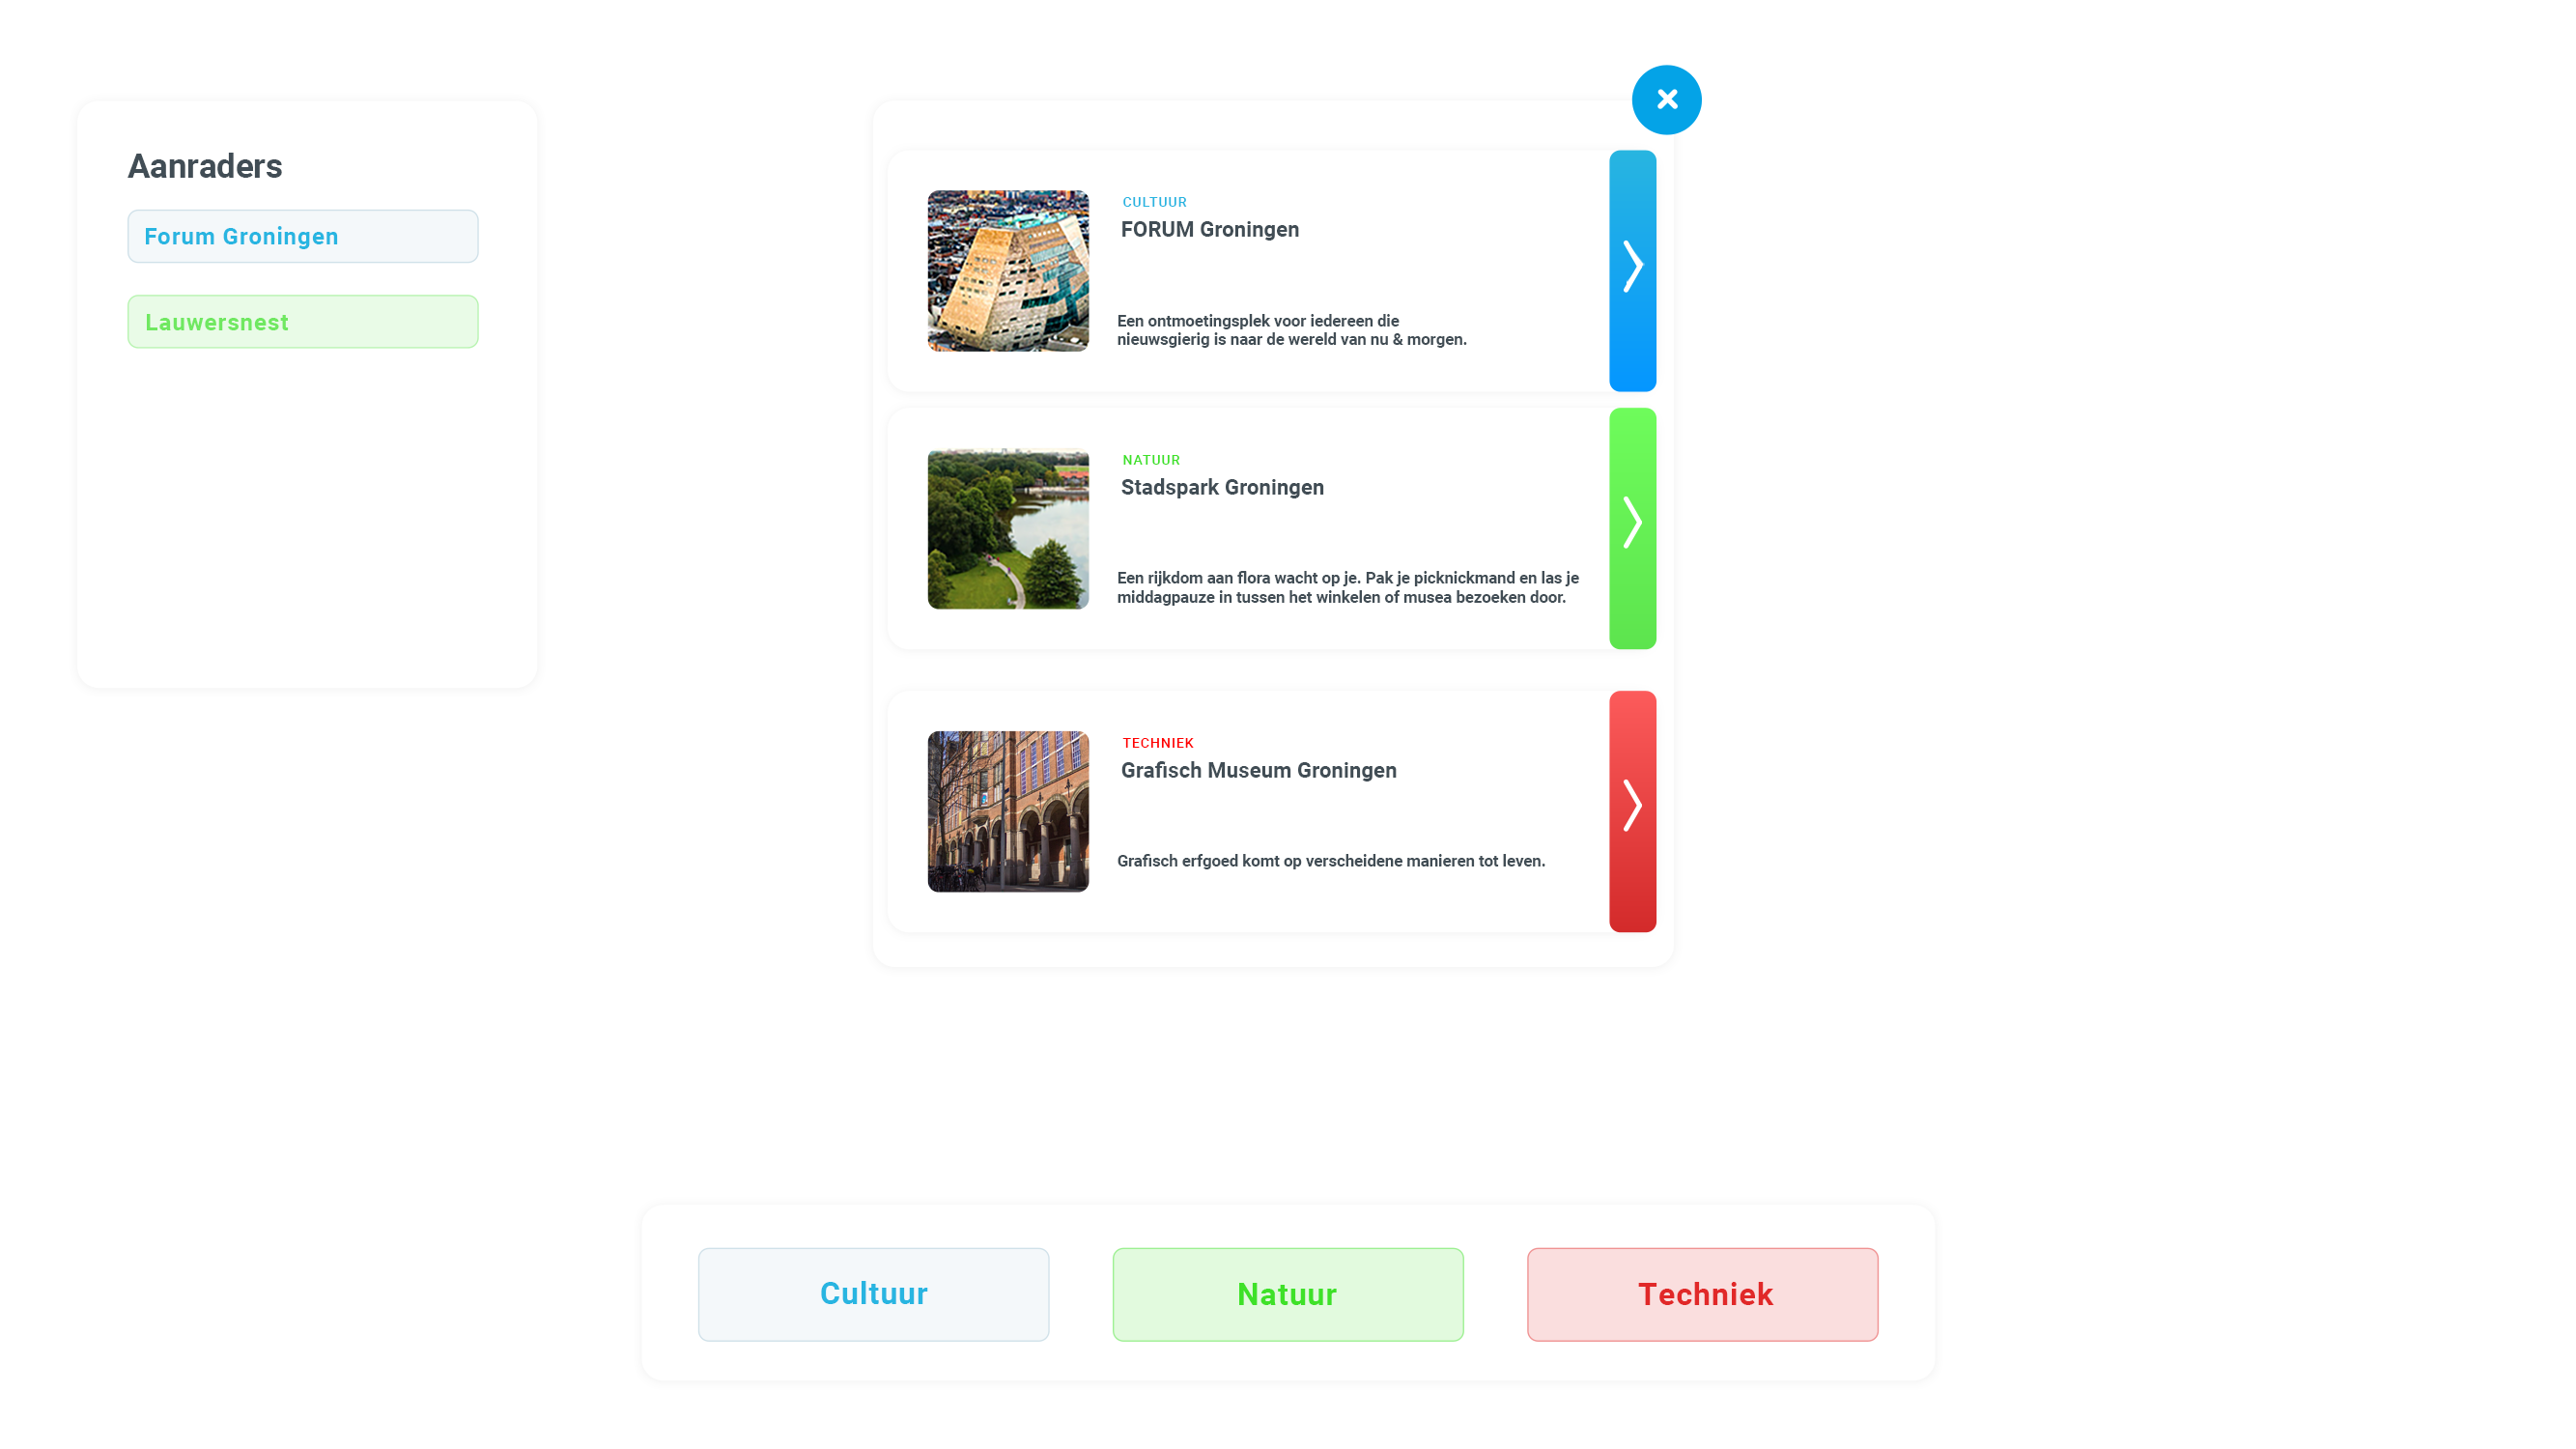 Aanraders
Forum Groningen
Lauwersnest
CULTUUR
FORUM Groningen
Een ontmoetingsplek voor iedereen die
nieuwsgierig is naar de wereld van nu & morgen.
NATUUR
Stadspark Groningen
Een rijkdom aan flora wacht op je. Pak je picknickmand en las je
middagpauze in tussen het winkelen of musea bezoeken door.
TECHNIEK
Grafisch Museum Groningen
Grafisch erfgoed komt op verscheidene manieren tot leven.
Cultuur
Natuur
Techniek